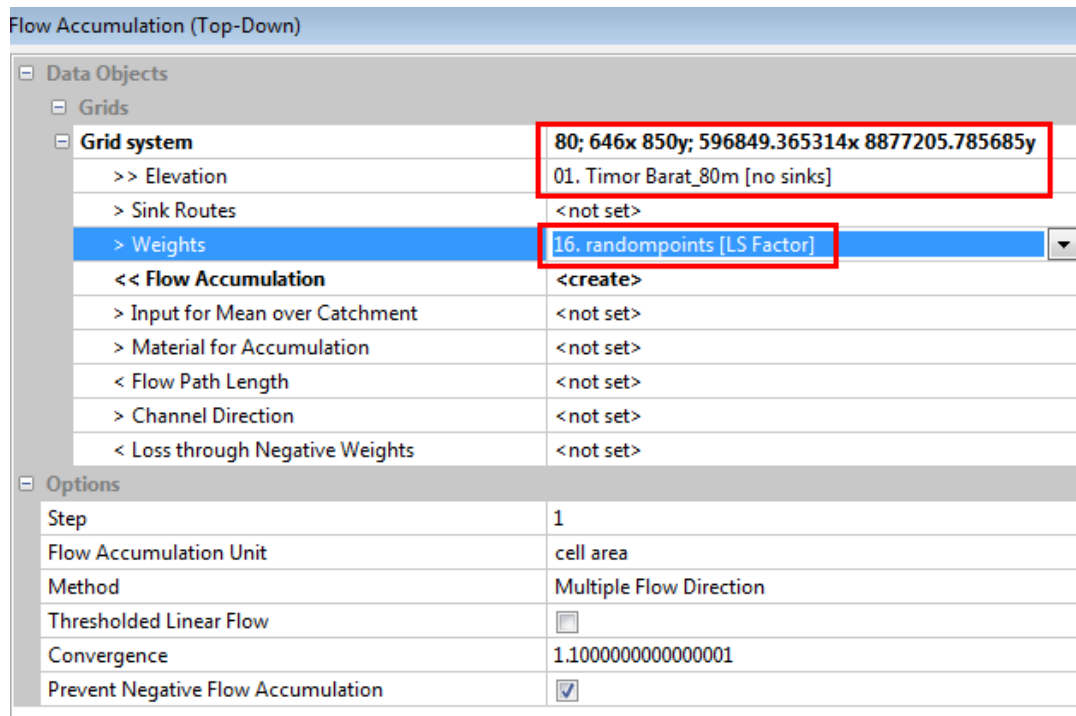 Flow Accumulation (Top-Down)
Data Objects
Grids
Grid system 80; 646x 850y; 596849.365314x 8877205.785685y
>> Elevation 01. Timor Barat_80m [no sinks]
> Sink Routes <not set>
> Weights 16. randompoints [LS Factor]
<< Flow Accumulation <create>
> Input for Mean over Catchment <not set>
> Material for Accumulation <not set>
< Flow Path Length <not set>
> Channel Direction <not set>
< Loss through Negative Weights <not set>
Options
Step 1
Flow Accumulation Unit cell area
Method Multiple Flow Direction
Thresholded Linear Flow
Convergence 1.1000000000000001
Prevent Negative Flow Accumulation